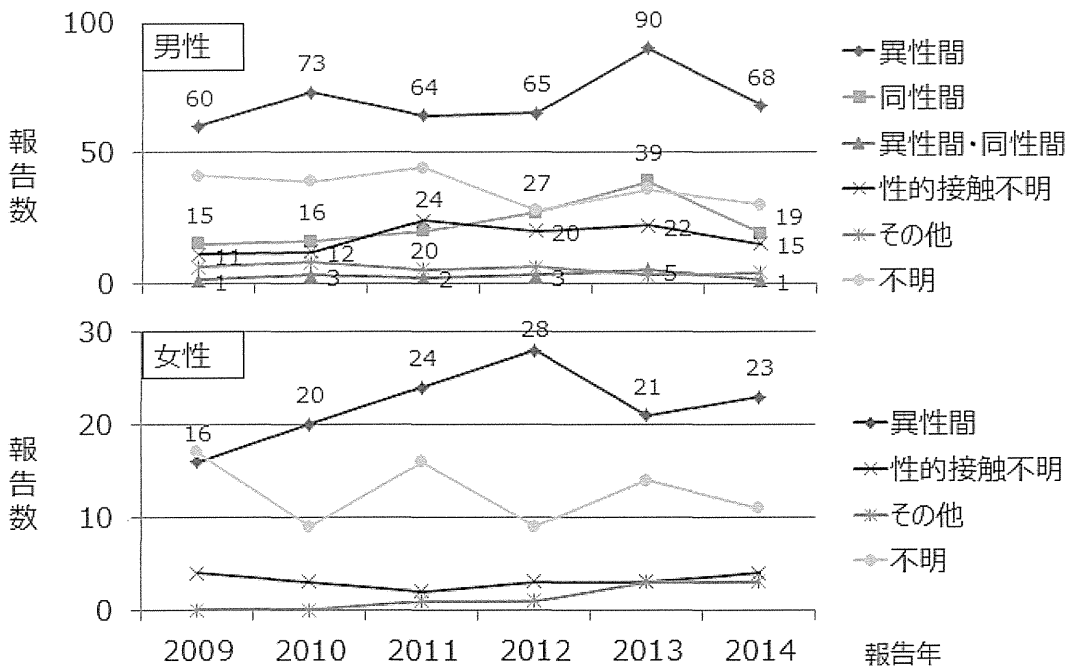 100
男性
90
73
60
64
65
68
報告数
50
15
16
24
27
39
19
11
12
20
20
22
15
1
3
2
3
5
1
0
異性間
同性間
異性間・同性間
性的接触不明
その他
不明
30
女性
28
24
20
23
21
16
報告数
20
10
0
異性間
性的接触不明
その他
不明
2009 2010 2011 2012 2013 2014 報告年